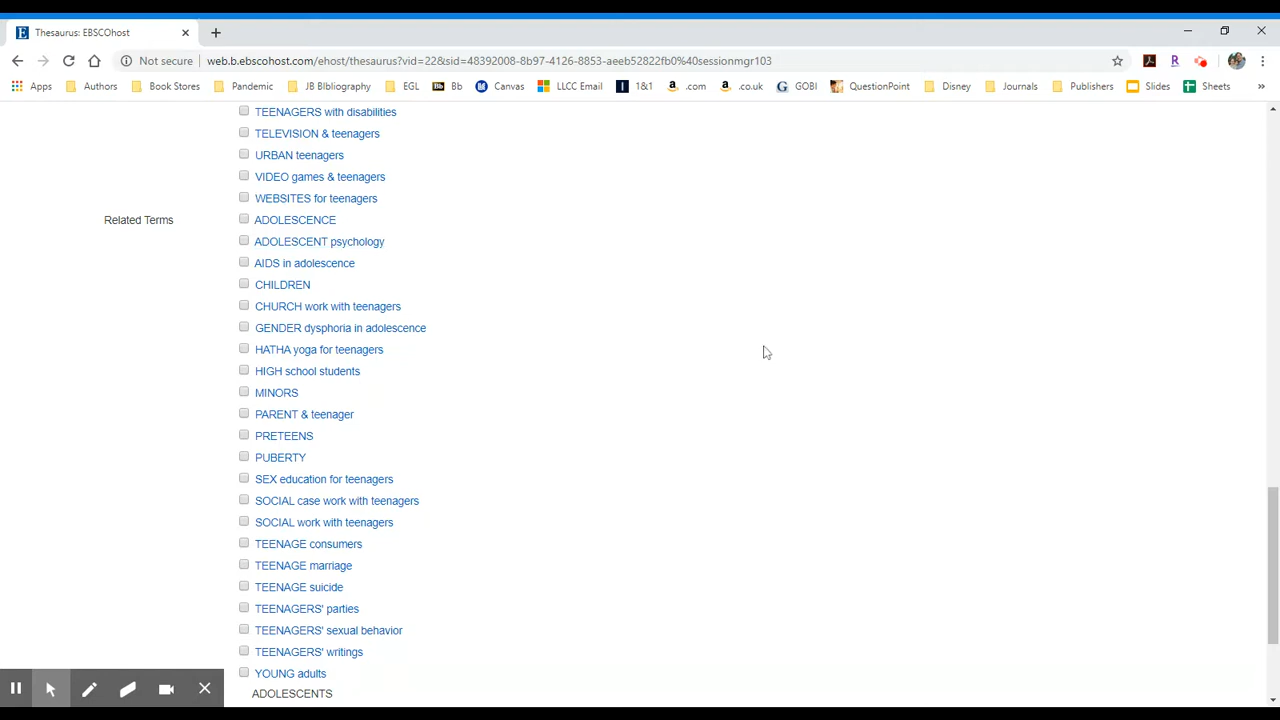 Thesaurus: EBSCOhost
Not secure web.b.ebscohost.com/ehost/thesaurus?vid=22&sid=48392008-8b97-4126-8853-aeeb52822fb0%40sessionmgr103
Apps Authors Book Stores Pandemic JB BIbliography EGL Bb Bb Canvas LLCC Email 1&1 .com .co.uk GOBI QuestionPoint Disney Journals Publishers Slides Sheets »
TEENAGERS with disabilities
TELEVISION & teenagers
URBAN teenagers
VIDEO games & teenagers
WEBSITES for teenagers
Related Terms ADOLESCENCE
ADOLESCENT psychology
AIDS in adolescence
CHILDREN
CHURCH work with teenagers
GENDER dysphoria in adolescence
HATHA yoga for teenagers
HIGH school students
MINORS
PARENT & teenager
PRETEENS
PUBERTY
SEX education for teenagers
SOCIAL case work with teenagers
SOCIAL work with teenagers
TEENAGE consumers
TEENAGE marriage
TEENAGE suicide
TEENAGERS' parties
TEENAGERS' sexual behavior
TEENAGERS' writings
YOUNG adults
ADOLESCENTS